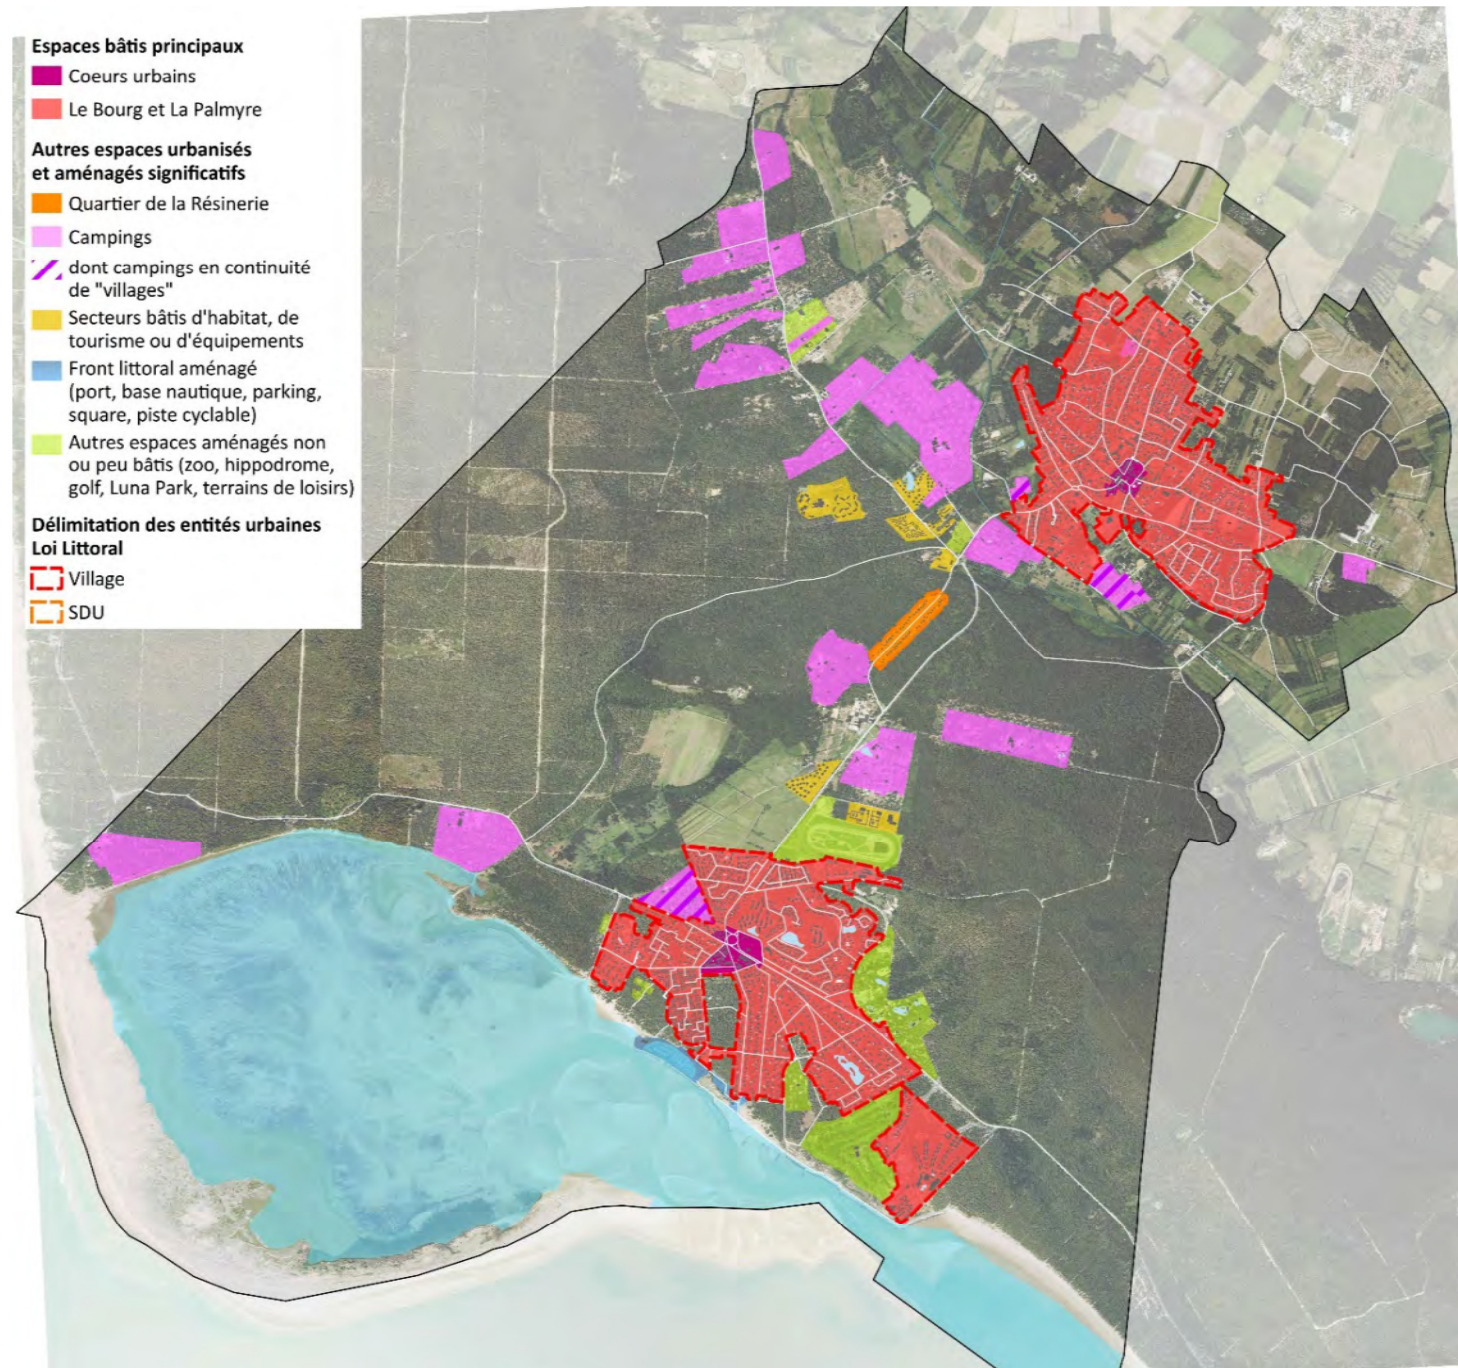 Espaces bâtis principaux
Coeurs urbains
Le Bourg et La Palmyre
Autres espaces urbanisés
et aménagés significatifs
Quartier de la Résinerie
Campings
dont campings en continuité
de "villages"
Secteurs bâtis d'habitat, de
tourisme ou d'équipements
Front littoral aménagé
(port, base nautique, parking,
square, piste cyclable)
Autres espaces aménagés non
ou peu bâtis (zoo, hippodrome,
golf, Luna Park, terrains de loisirs)
Délimitation des entités urbaines
Loi Littoral
Village
SDU